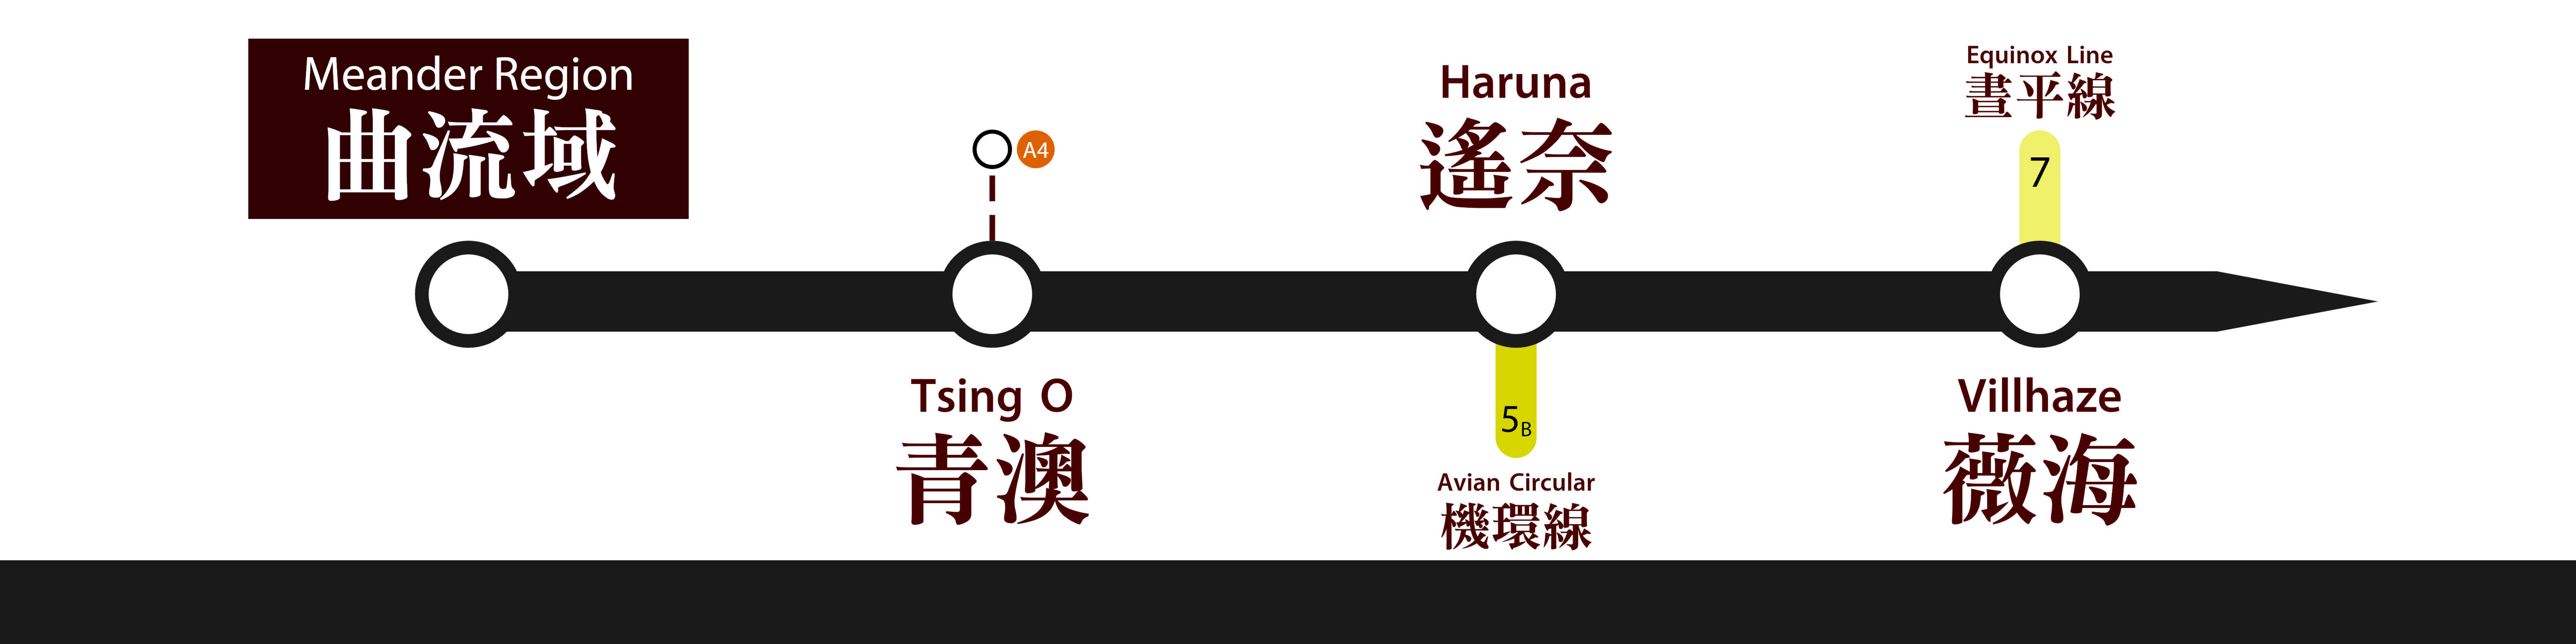 Meander Region
曲流域
A4
Tsing O
青澳
Haruna
遙奈
5B
Avian Circular
機環線
Equinox Line
晝平線
7
Villhaze
薇海